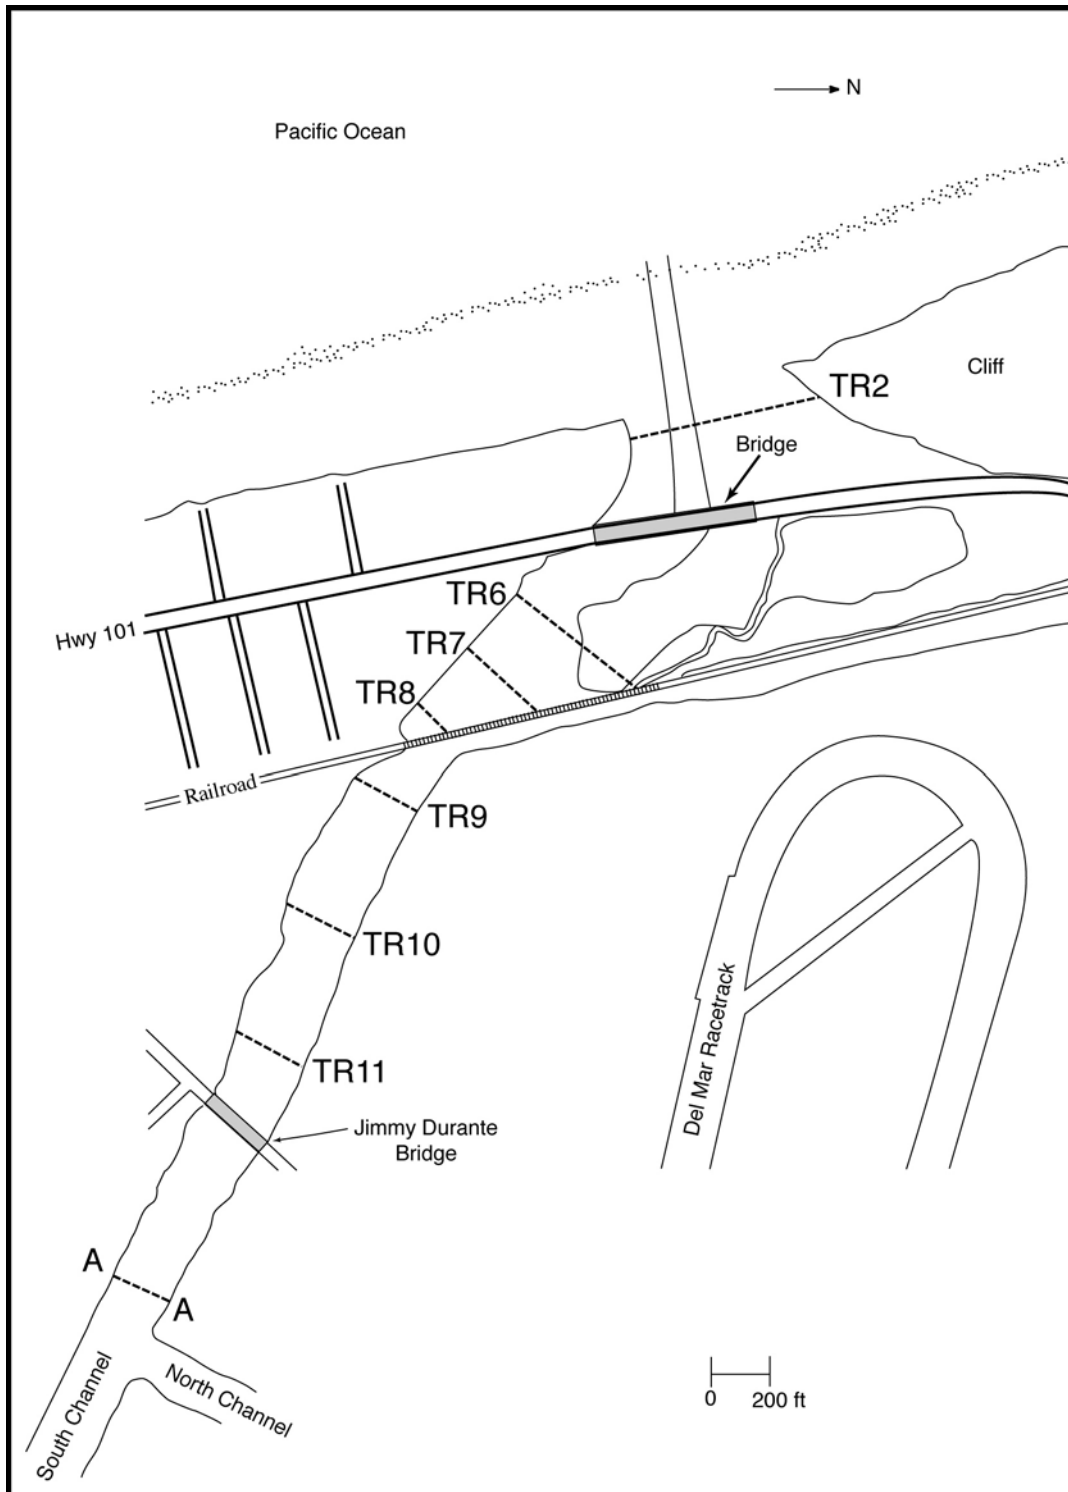 N
Pacific Ocean
Cliff
TR2
Bridge
TR6
Hwy 101
TR7
TR8
Railroad
TR9
TR10
Del Mar Racetrack
TR11
Jimmy Durante
Bridge
A
A
North Channel
South Channel
0 200 ft